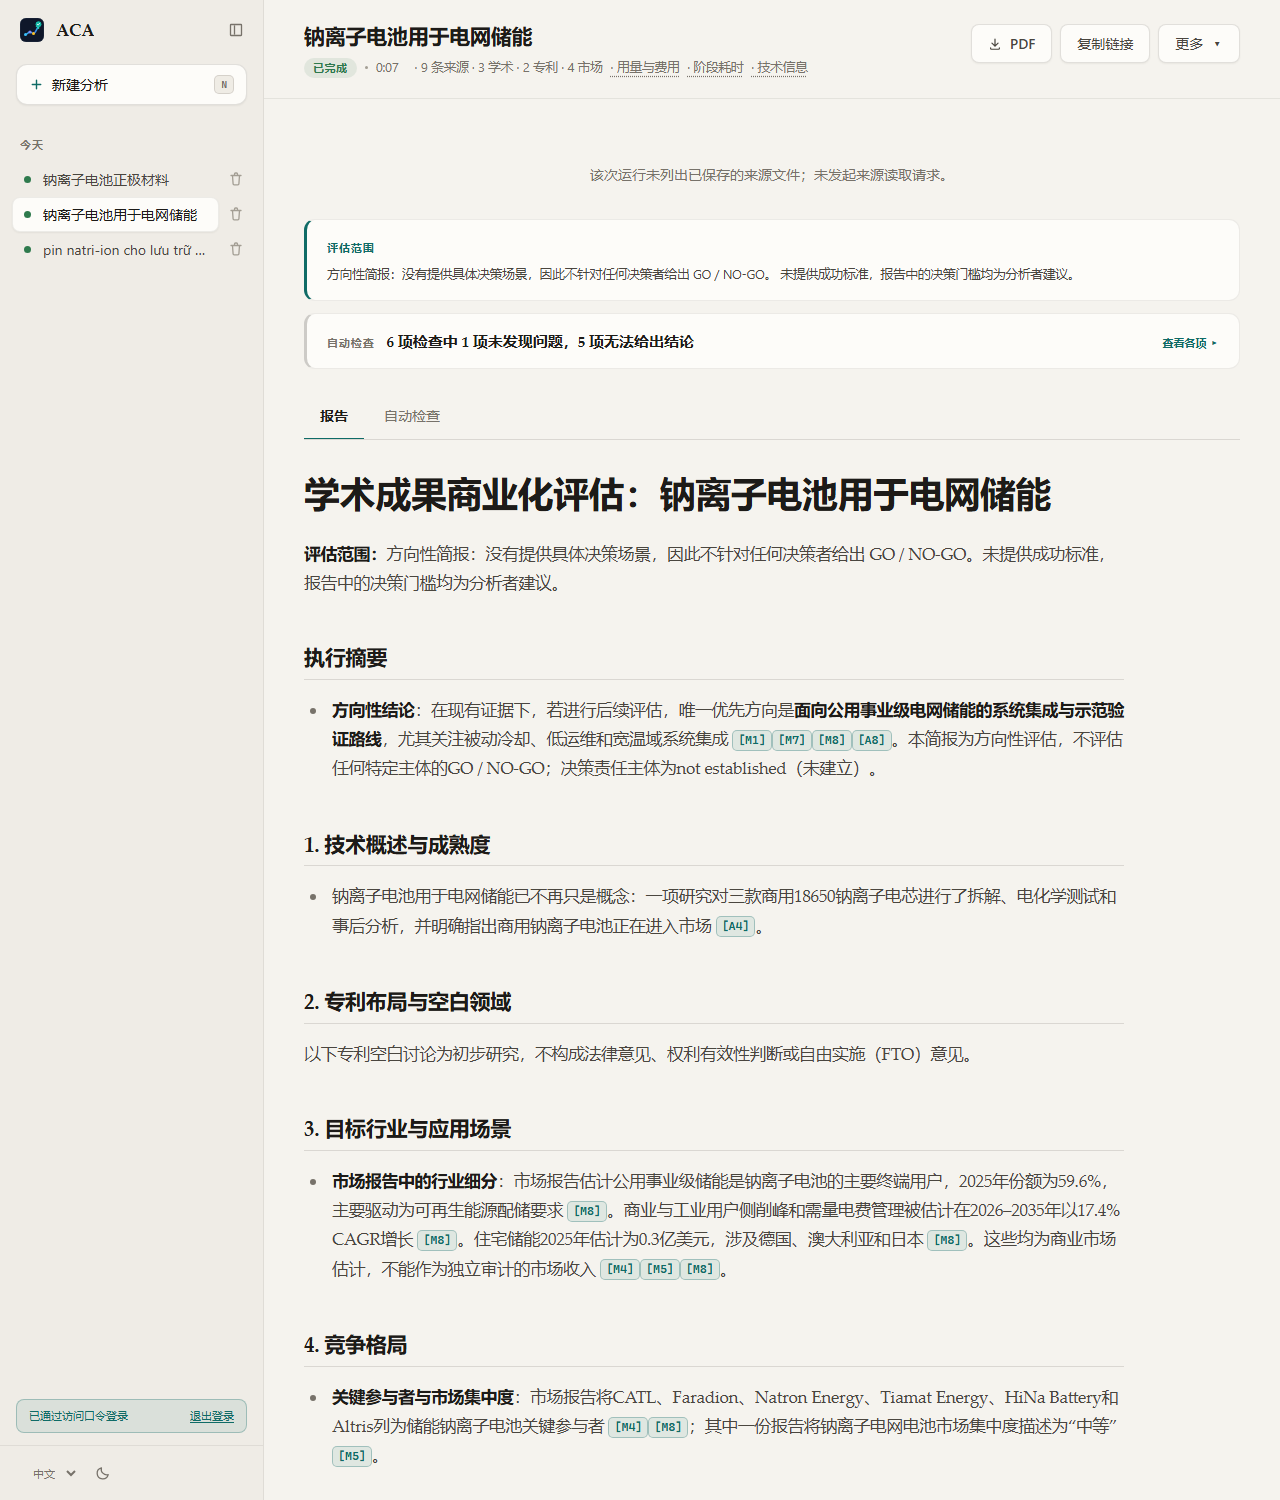 ACA
新建分析
N
今天
钠离子电池正极材料
钠离子电池用于电网储能
pin natri-ion cho lưu trữ ...
已通过访问口令登录
退出登录
中文
钠离子电池用于电网储能
已完成 • 0:07 · 9 条来源 · 3 学术 · 2 专利 · 4 市场 · 用量与费用 · 阶段耗时 · 技术信息
PDF
复制链接
更多
该次运行未列出已保存的来源文件；未发起来源读取请求。
评估范围
方向性简报：没有提供具体决策场景，因此不针对任何决策者给出 GO / NO-GO。 未提供成功标准，报告中的决策门槛均为分析者建议。
自动检查 6 项检查中 1 项未发现问题，5 项无法给出结论
查看各项
报告
自动检查
学术成果商业化评估：钠离子电池用于电网储能
评估范围：方向性简报：没有提供具体决策场景，因此不针对任何决策者给出 GO / NO-GO。未提供成功标准，
报告中的决策门槛均为分析者建议。
执行摘要
方向性结论：在现有证据下，若进行后续评估，唯一优先方向是面向公用事业级电网储能的系统集成与示范验
证路线，尤其关注被动冷却、低运维和宽温域系统集成 [M1] [M7] [M8] [A8]。本简报为方向性评估，不评估
任何特定主体的GO / NO-GO；决策责任主体为not established（未建立）。
1. 技术概述与成熟度
钠离子电池用于电网储能已不再只是概念：一项研究对三款商用18650钠离子电芯进行了拆解、电化学测试和
事后分析，并明确指出商用钠离子电池正在进入市场 [A4]。
2. 专利布局与空白领域
以下专利空白讨论为初步研究，不构成法律意见、权利有效性判断或自由实施（FTO）意见。
3. 目标行业与应用场景
市场报告中的行业细分：市场报告估计公用事业级储能是钠离子电池的主要终端用户，2025年份额为59.6%，
主要驱动为可再生能源配储要求 [M8]。商业与工业用户侧削峰和需量电费管理被估计在2026–2035年以17.4%
CAGR增长 [M8]。住宅储能2025年估计为0.3亿美元，涉及德国、澳大利亚和日本 [M8]。这些均为商业市场
估计，不能作为独立审计的市场收入 [M4] [M5] [M8]。
4. 竞争格局
关键参与者与市场集中度：市场报告将CATL、Faradion、Natron Energy、Tiamat Energy、HiNa Battery和
Altris列为储能钠离子电池关键参与者 [M4] [M8]；其中一份报告将钠离子电网电池市场集中度描述为“中等”
[M5]。